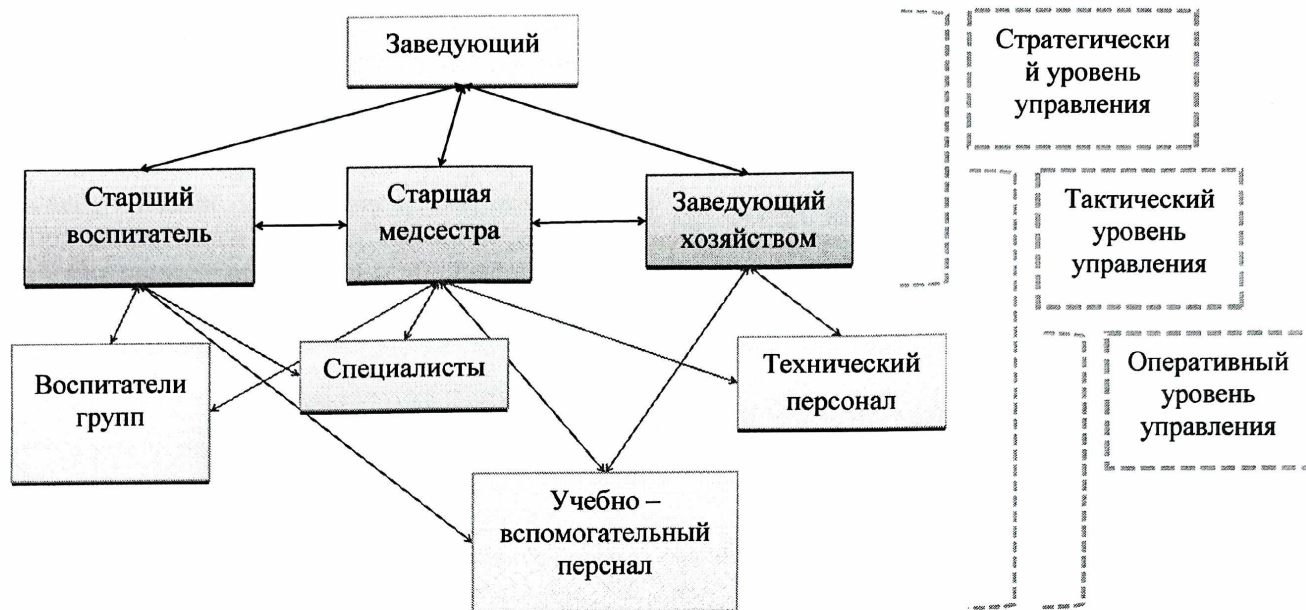 Заведующий
Стратегически
й уровень
управления
Старший
воспитатель
Старшая
медсестра
Заведующий
хозяйством
Тактический
уровень
управления
Воспитатели
групп
Специалисты
Технический
персонал
Оперативный
уровень
управления
Учебно –
вспомогательный
перснал